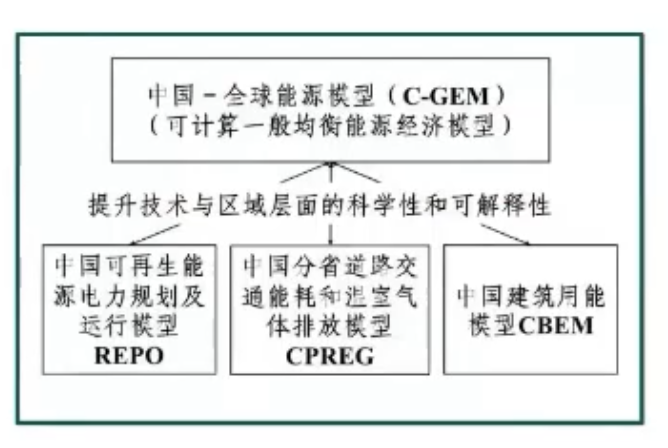 中国－全球能源模型（C-GEM）
（可计算一般均衡能源经济模型）
提升技术与区域层面的科学性和可解释性
中国可再生能
源电力规划及
运行模型
REPO
中国分省道路交
通能耗和温室气
体排放模型
CPREG
中国建筑用能
模型CBEM